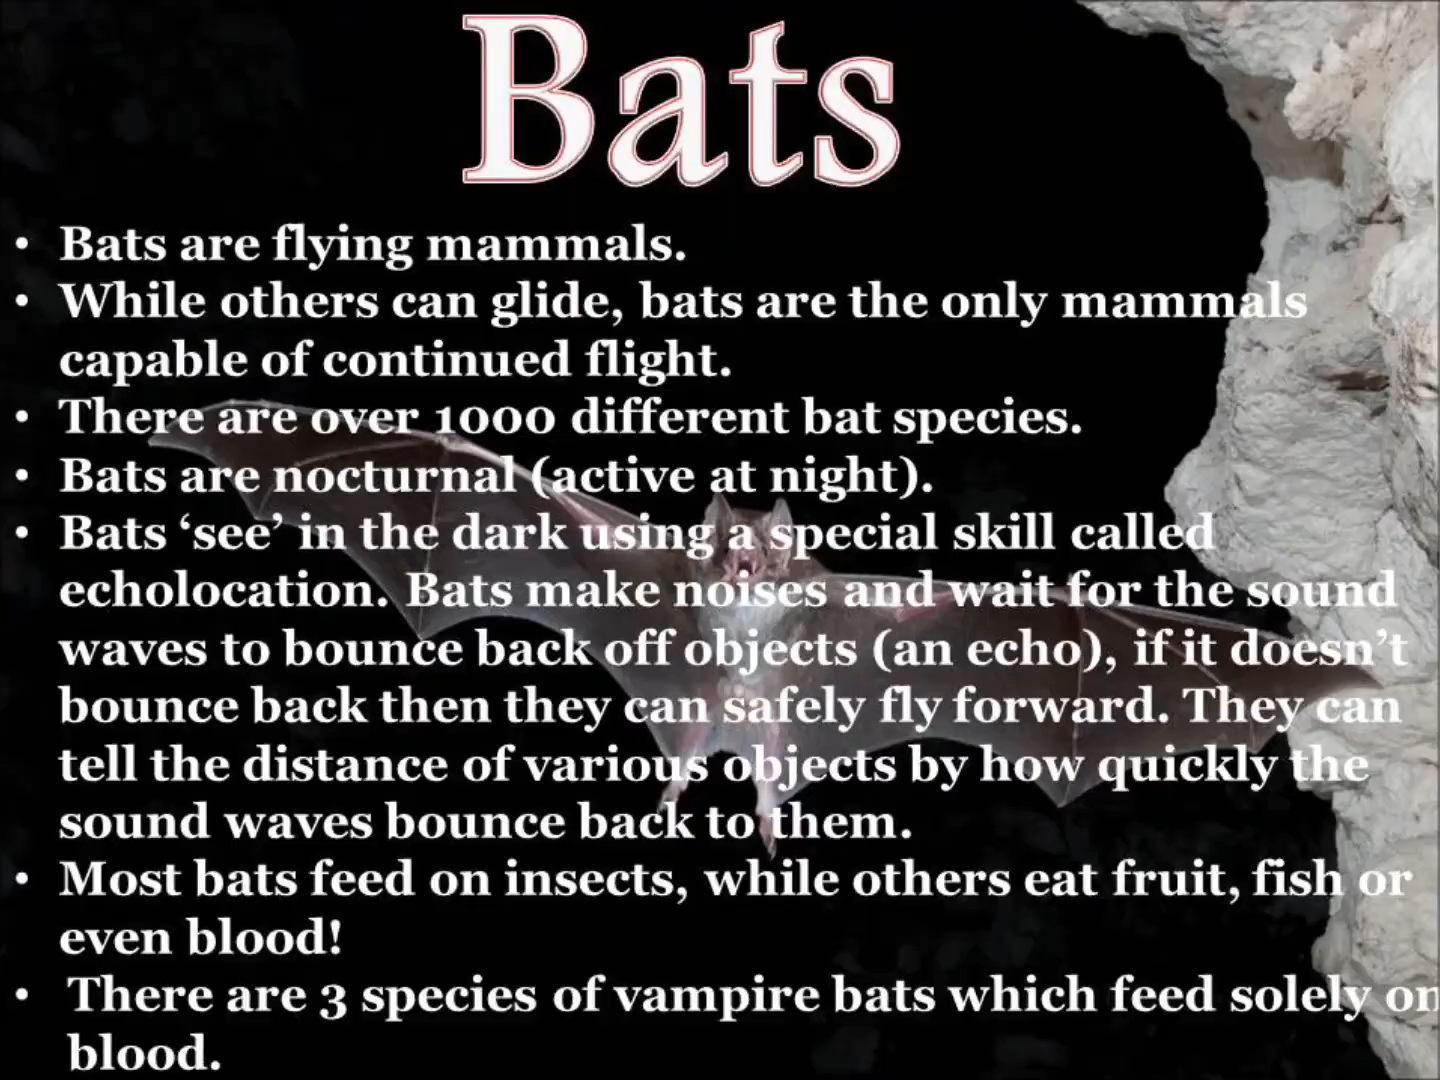 Bats
• Bats are flying mammals.
• While others can glide, bats are the only mammals
capable of continued flight.
• There are over 1000 different bat species.
• Bats are nocturnal (active at night).
• Bats ‘see’ in the dark using a special skill called
echolocation. Bats make noises and wait for the sound
waves to bounce back off objects (an echo), if it doesn’t
bounce back then they can safely fly forward. They can
tell the distance of various objects by how quickly the
sound waves bounce back to them.
• Most bats feed on insects, while others eat fruit, fish or
even blood!
• There are 3 species of vampire bats which feed solely on
blood.